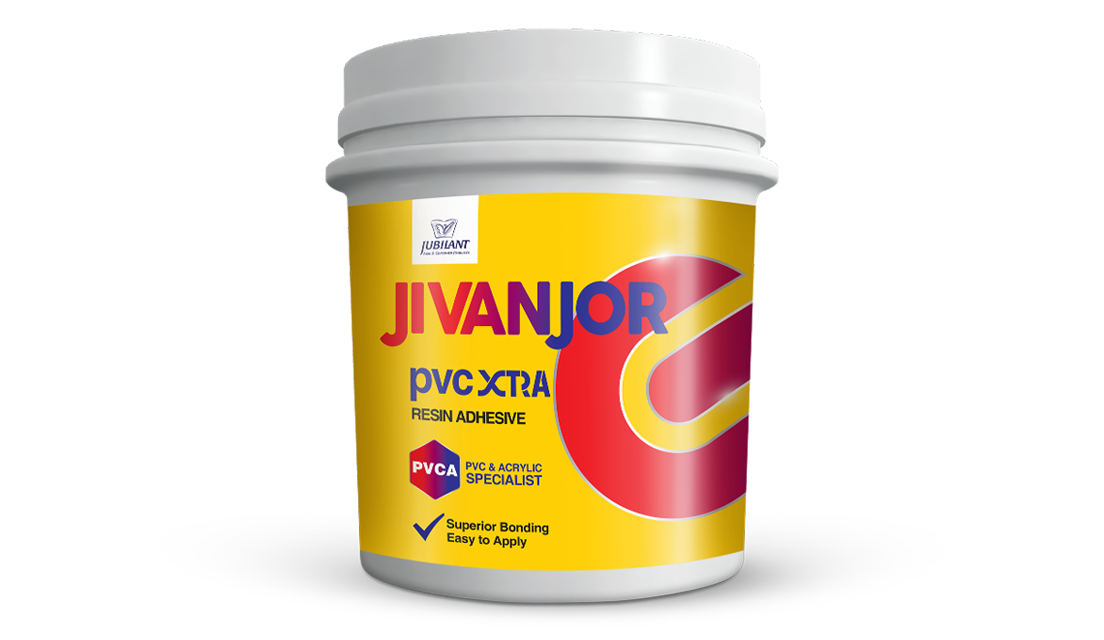 JUBILANT
JIVANJOR
PVC XTRA
RESIN ADHESIVE
PVCA
PVC & ACRYLIC
SPECIALIST
Superior Bonding
Easy to Apply